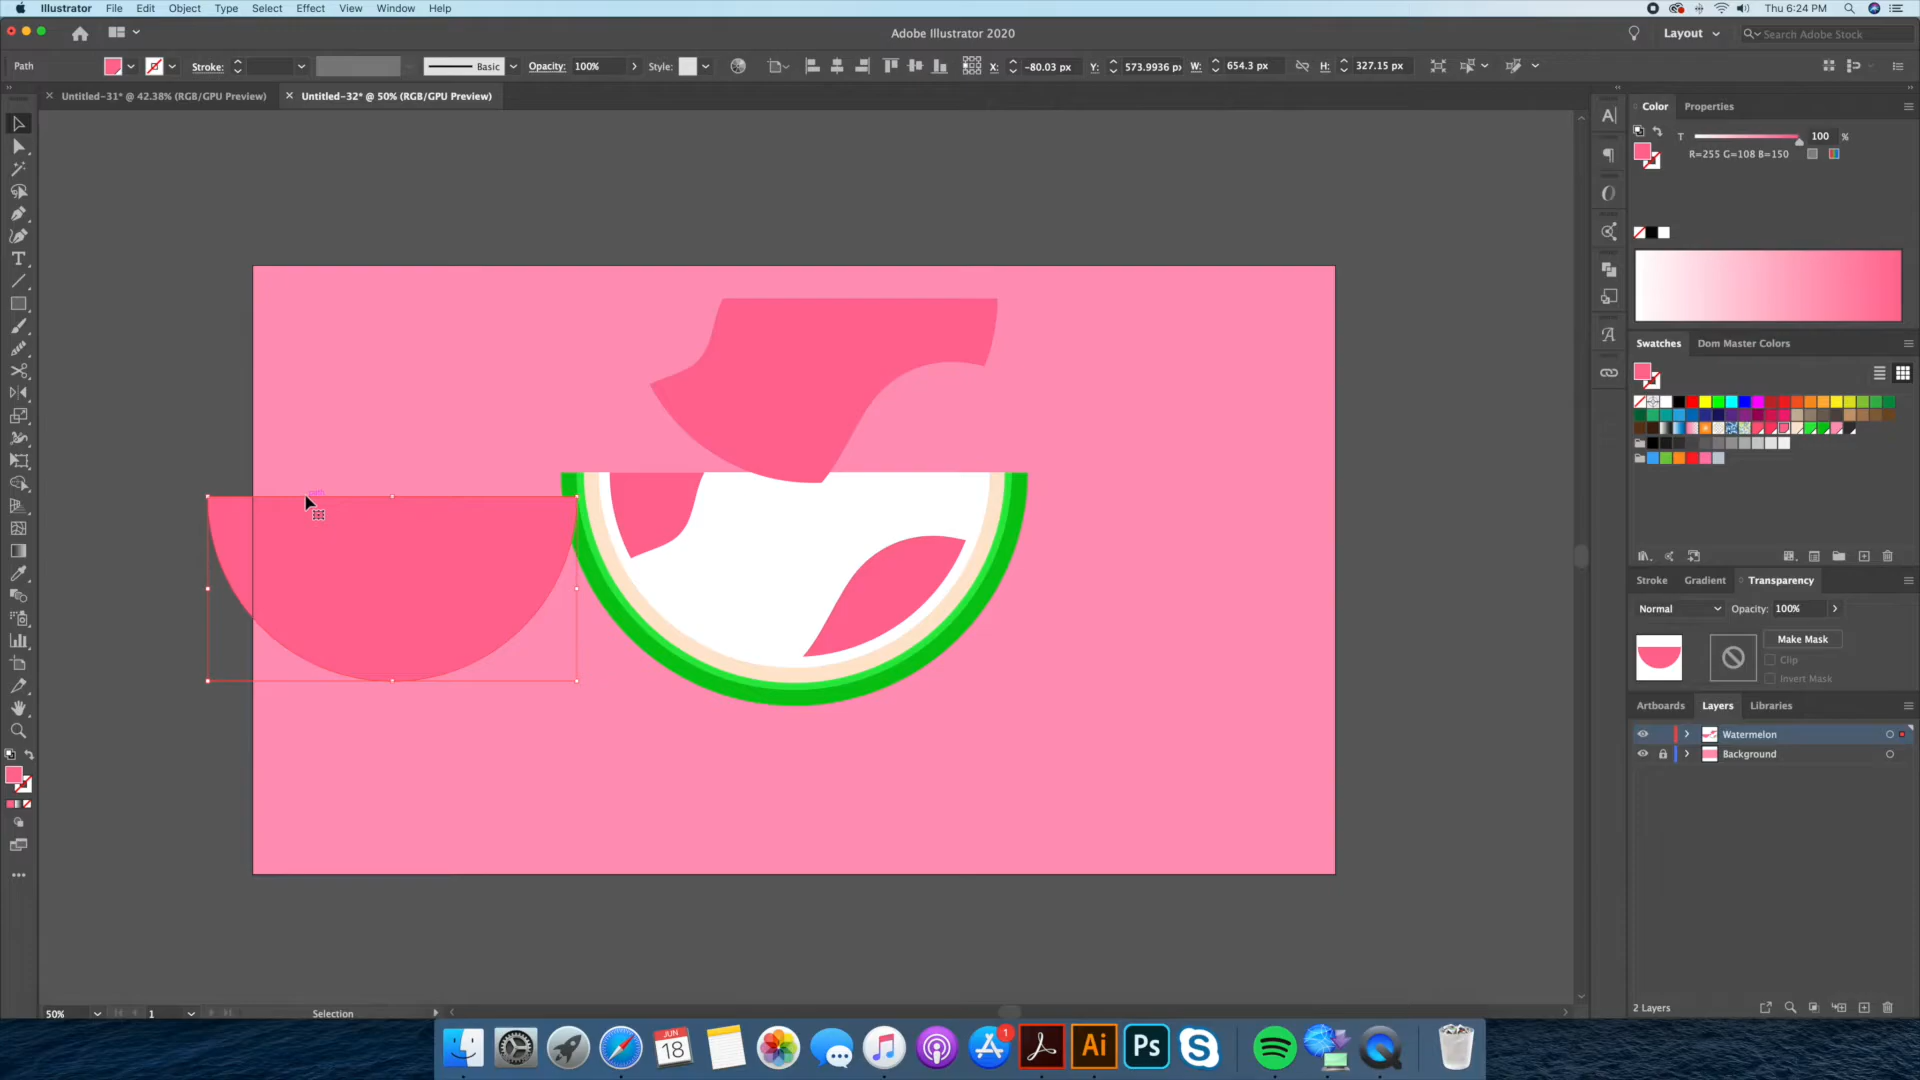 Illustrator File Edit Object Type Select Effect View Window Help
Thu 6:24 PM
Adobe Illustrator 2020
Layout
Search Adobe Stock
Path
Stroke:
Basic
Opacity: 100%
Style:
X: -80.03 px
Y: 573.9936 px
W: 654.3 px
H: 327.15 px
Untitled-31* @ 42.38% (RGB/GPU Preview)
Untitled-32* @ 50% (RGB/GPU Preview)
Color Properties
T 100 %
R=255 G=108 B=150
path
Swatches Dom Master Colors
Stroke Gradient Transparency
Normal Opacity: 100%
Make Mask
Clip
Invert Mask
Artboards Layers Libraries
Watermelon
Background
2 Layers
50% 1 Selection
JUN
18
1
Ai
Ps